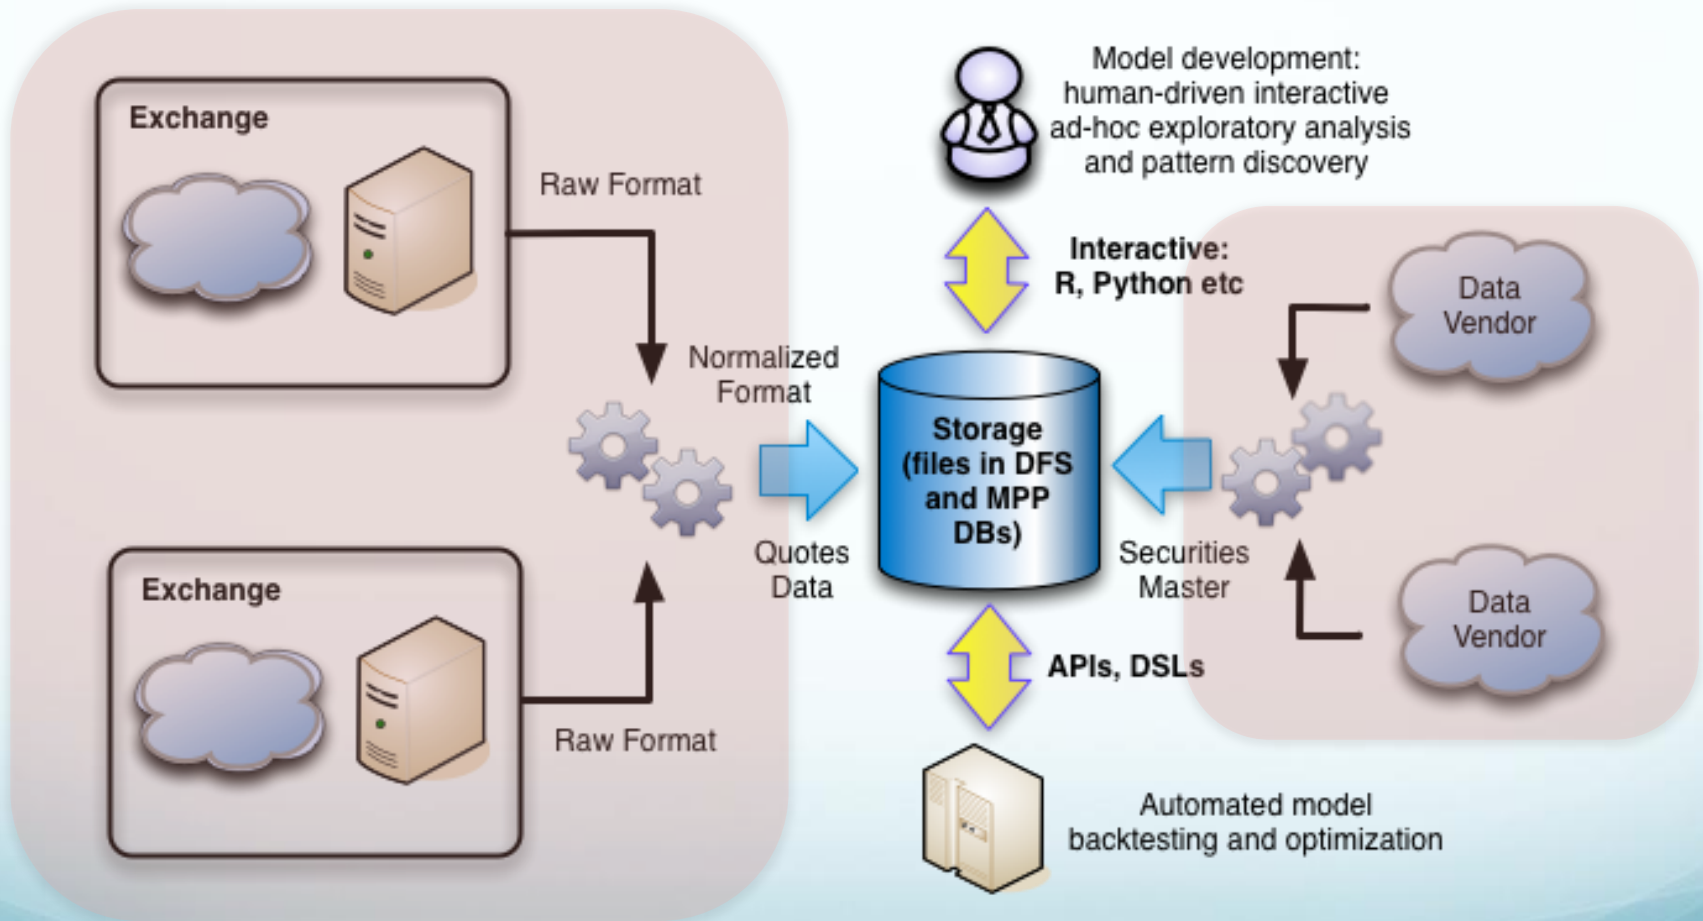 Exchange
Raw Format
Model development:
human-driven interactive
ad-hoc exploratory analysis
and pattern discovery
Interactive:
R, Python etc
Data
Vendor
Normalized
Format
Storage
(files in DFS
and MPP
DBs)
Quotes
Data
Securities
Master
Exchange
Raw Format
Data
Vendor
APIs, DSLs
Automated model
backtesting and optimization